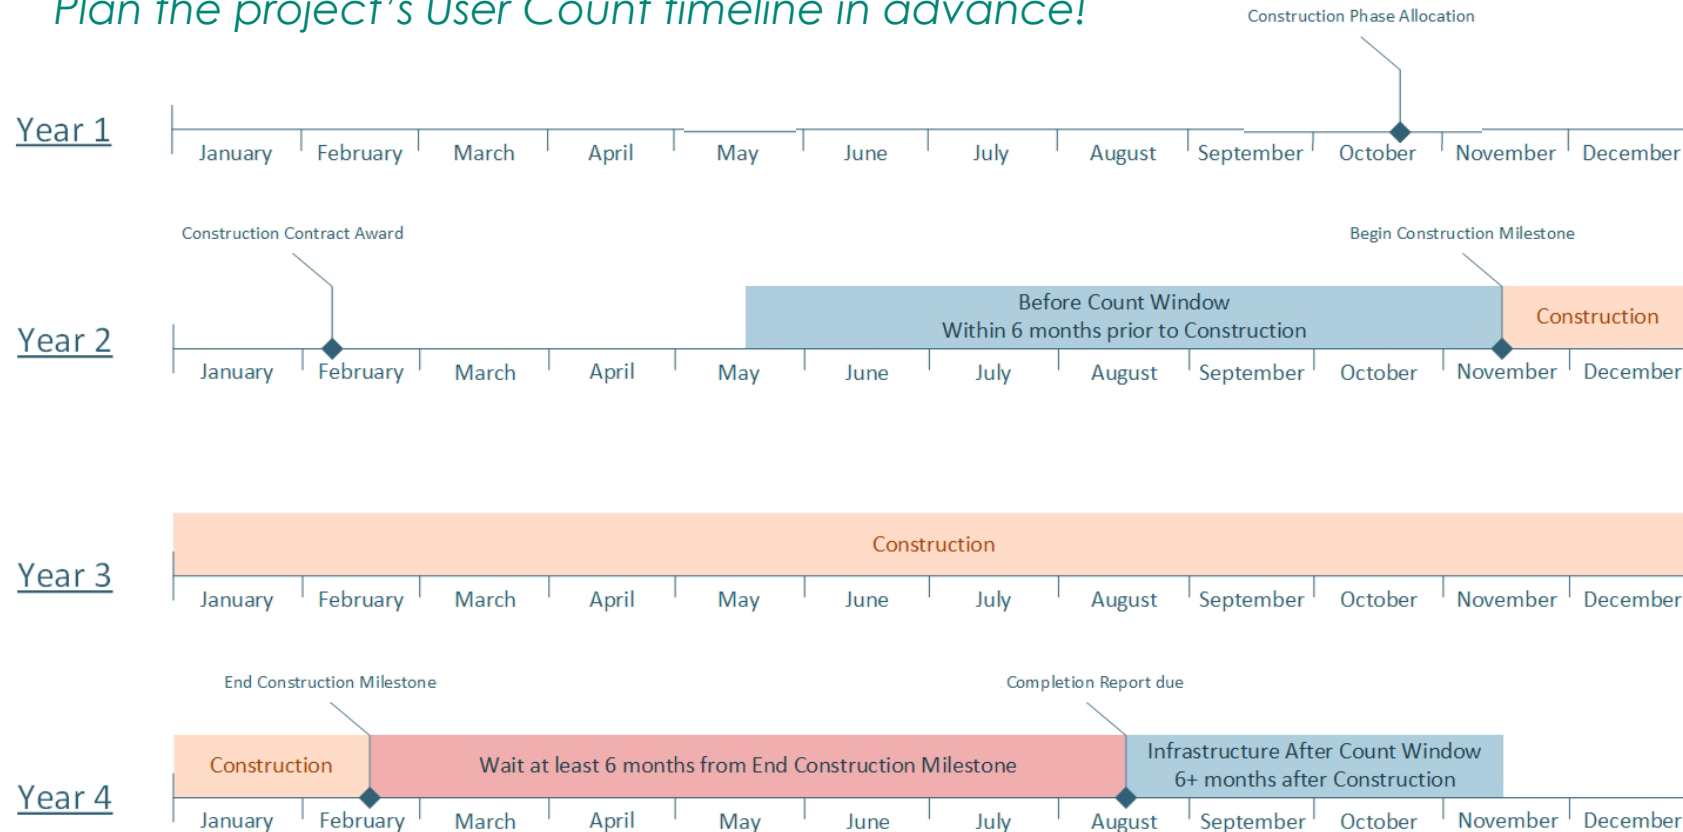 Plan the project's User Count timeline in advance!
Construction Phase Allocation
Year 1
January February March April May June July August September October November December
Construction Contract Award
Begin Construction Milestone
Before Count Window
Within 6 months prior to Construction
Construction
Year 2
January February March April May June July August September October November December
Construction
Year 3
January February March April May June July August September October November December
End Construction Milestone
Completion Report due
Construction
Wait at least 6 months from End Construction Milestone
Infrastructure After Count Window
6+ months after Construction
Year 4
January February March April May June July August September October November December